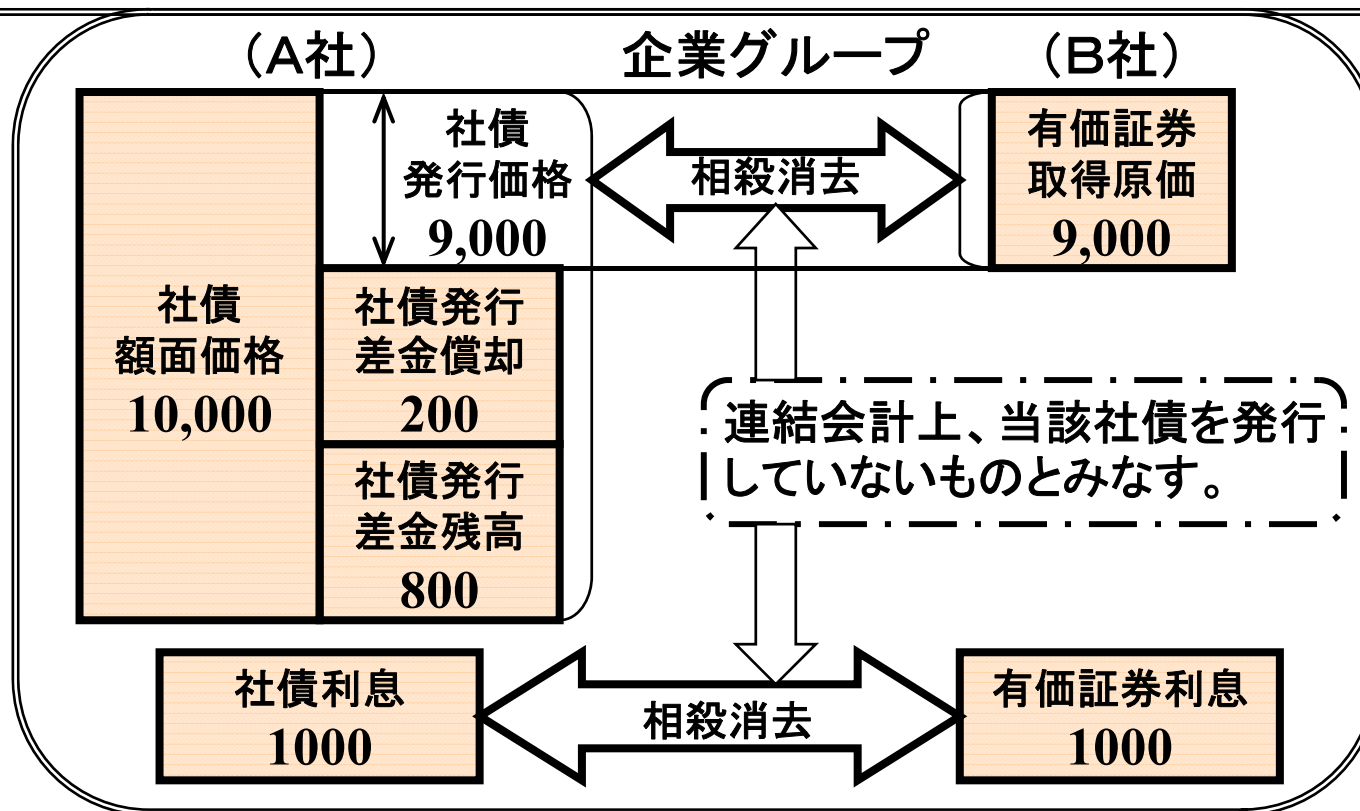 （A社）
企業グループ
（B社）
社債
発行価格
9,000
相殺消去
有価証券
取得原価
9,000
社債
額面価格
10,000
社債発行
差金償却
200
社債発行
差金残高
800
連結会計上、当該社債を発行
していないものとみなす。
社債利息
1000
相殺消去
有価証券利息
1000